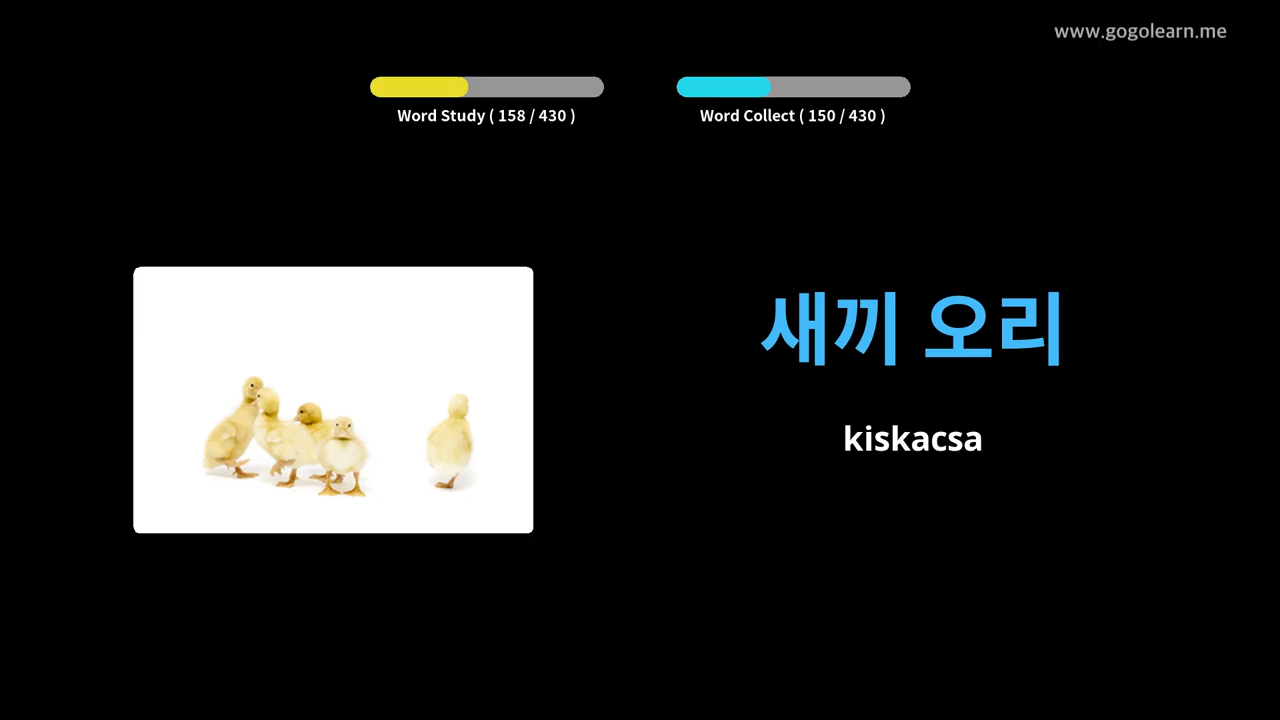 www.gogolearn.me
Word Study ( 158 / 430 )
Word Collect ( 150 / 430 )
새끼 오리
kiskacsa